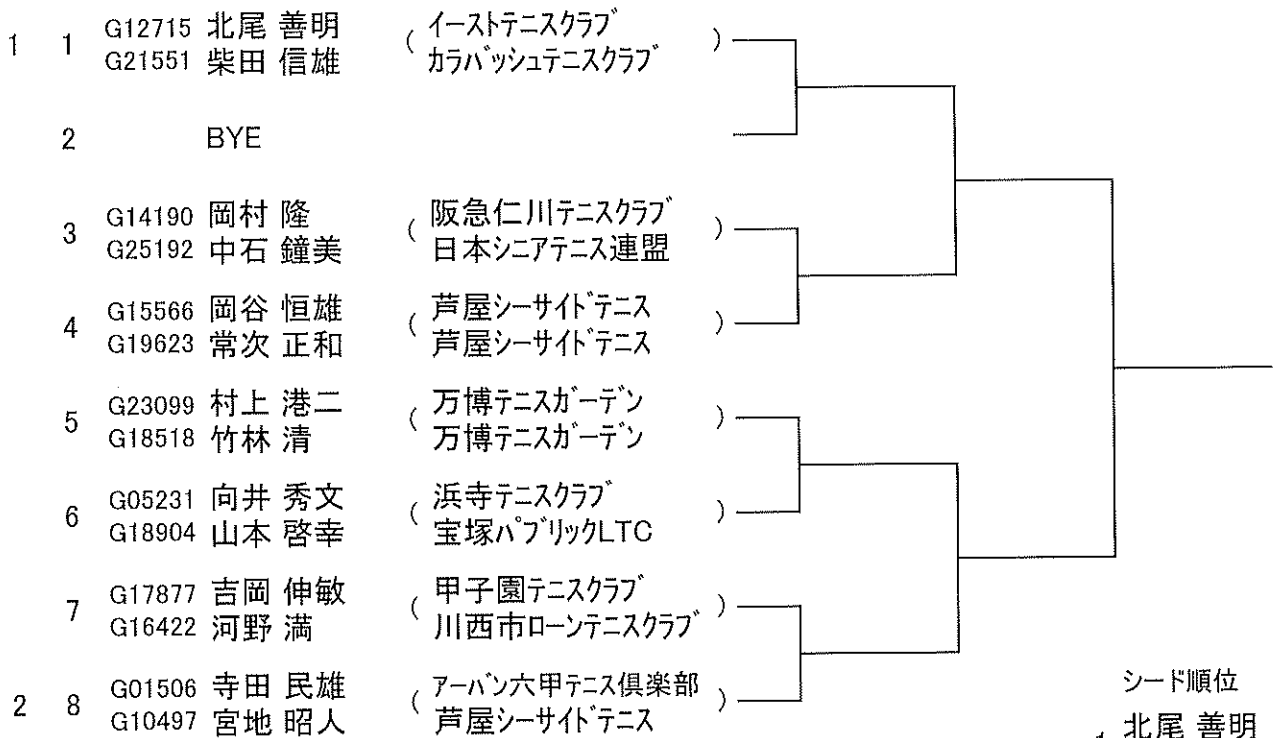 1 1 G12715 北尾 善明 ( イーストテニスクラブ )
G21551 柴田 信雄 カラバッシュテニスクラブ
2 BYE
3 G14190 岡村 隆 ( 阪急仁川テニスクラブ )
G25192 中石 鐘美 日本シニアテニス連盟
4 G15566 岡谷 恒雄 ( 芦屋シーサイドテニス )
G19623 常次 正和 芦屋シーサイドテニス
5 G23099 村上 港二 ( 万博テニスガーデン )
G18518 竹林 清 万博テニスガーデン
6 G05231 向井 秀文 ( 浜寺テニスクラブ )
G18904 山本 啓幸 宝塚パブリックLTC
7 G17877 吉岡 伸敏 ( 甲子園テニスクラブ )
G16422 河野 満 川西市ローンテニスクラブ
2 8 G01506 寺田 民雄 ( アーバン六甲テニス倶楽部 )
G10497 宮地 昭人 芦屋シーサイドテニス
シード順位
北尾 善明